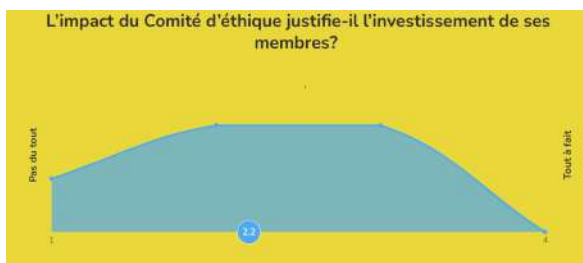 L'impact du Comité d'éthique justifie-il l'investissement de ses
membres?
Pas du tout
Tout à fait
2.2
1
4